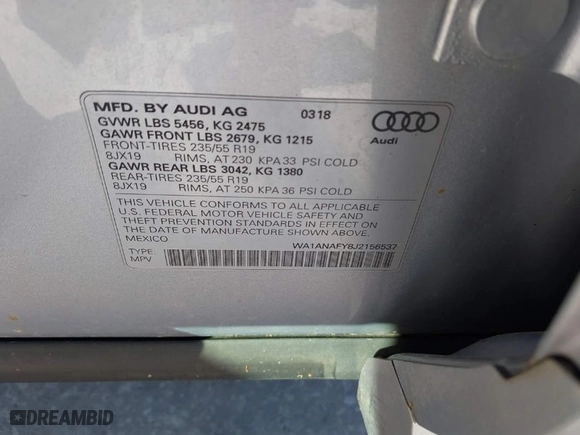 MFD. BY AUDI AG 0318
GVWR LBS 5456, KG 2475
GAWR FRONT LBS 2679, KG 1215
FRONT-TIRES 235/55 R19
8JX19 RIMS, AT 230 KPA 33 PSI COLD
GAWR REAR LBS 3042, KG 1380
REAR-TIRES 235/55 R19
8JX19 RIMS, AT 250 KPA 36 PSI COLD
Audi
THIS VEHICLE CONFORMS TO ALL APPLICABLE
U.S. FEDERAL MOTOR VEHICLE SAFETY AND
THEFT PREVENTION STANDARDS IN EFFECT ON
THE DATE OF MANUFACTURE SHOWN ABOVE.
MEXICO
WA1ANAFY8J2156537
TYPE:
MPV
DREAMBID